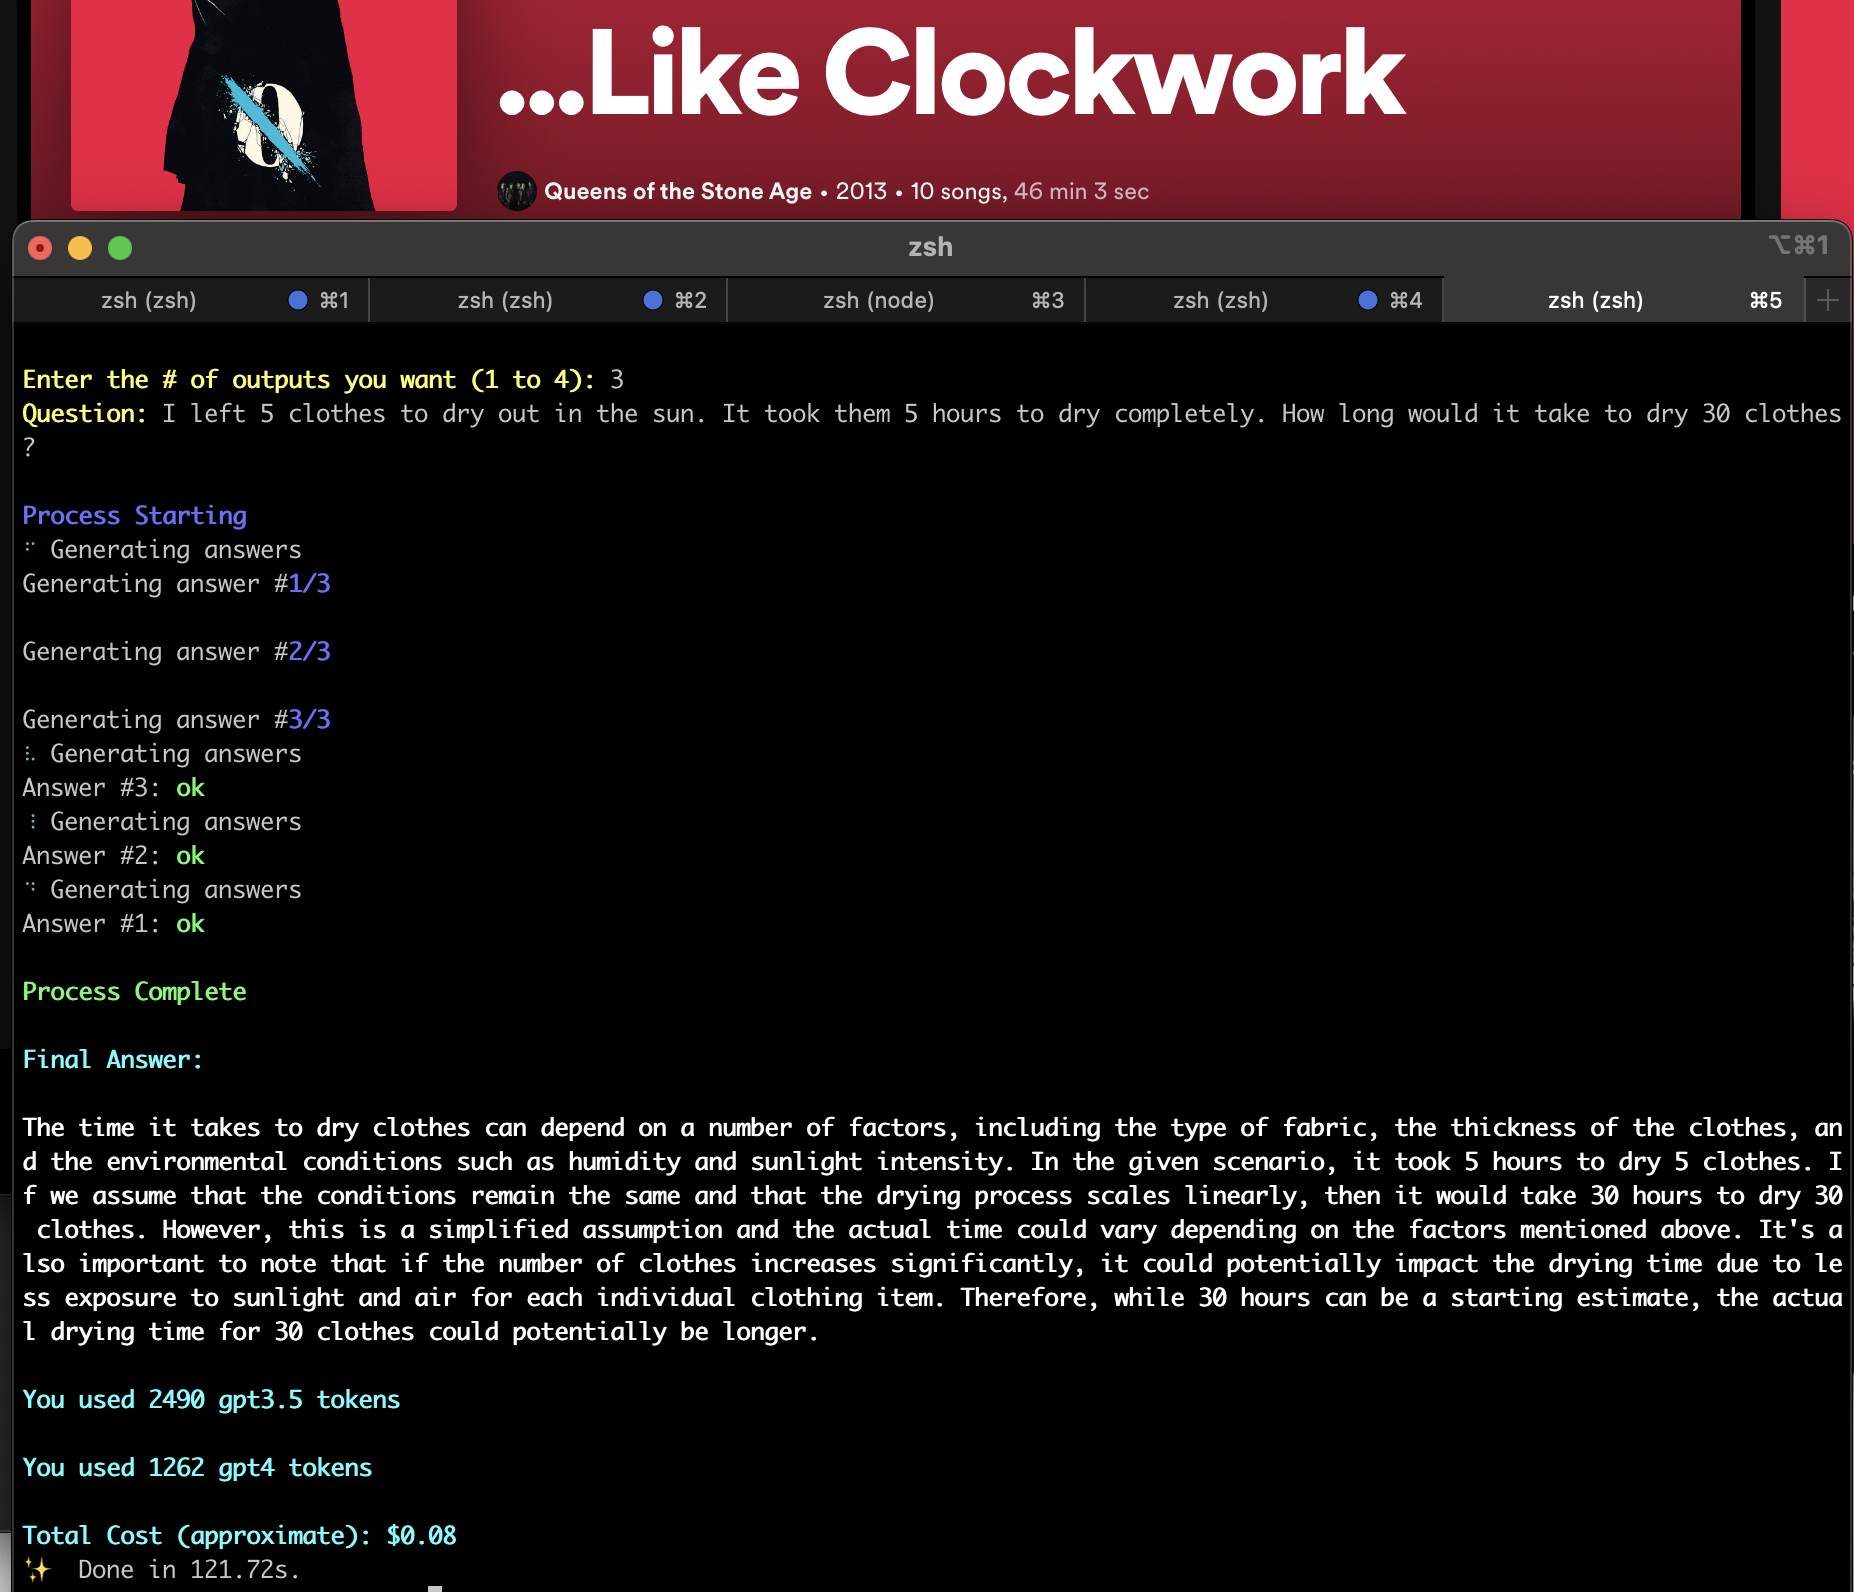 ...Like Clockwork
Queens of the Stone Age • 2013 • 10 songs, 46 min 3 sec
zsh
⌥⌘1
zsh (zsh) ⌘1 zsh (zsh) ⌘2 zsh (node) ⌘3 zsh (zsh) ⌘4 zsh (zsh) ⌘5
Enter the # of outputs you want (1 to 4): 3
Question: I left 5 clothes to dry out in the sun. It took them 5 hours to dry completely. How long would it take to dry 30 clothes
?
Process Starting
Generating answers
Generating answer #1/3
Generating answer #2/3
Generating answer #3/3
Generating answers
Answer #3: ok
Generating answers
Answer #2: ok
Generating answers
Answer #1: ok
Process Complete
Final Answer:
The time it takes to dry clothes can depend on a number of factors, including the type of fabric, the thickness of the clothes, an
d the environmental conditions such as humidity and sunlight intensity. In the given scenario, it took 5 hours to dry 5 clothes. I
f we assume that the conditions remain the same and that the drying process scales linearly, then it would take 30 hours to dry 30
 clothes. However, this is a simplified assumption and the actual time could vary depending on the factors mentioned above. It's a
lso important to note that if the number of clothes increases significantly, it could potentially impact the drying time due to le
ss exposure to sunlight and air for each individual clothing item. Therefore, while 30 hours can be a starting estimate, the actua
l drying time for 30 clothes could potentially be longer.
You used 2490 gpt3.5 tokens
You used 1262 gpt4 tokens
Total Cost (approximate): $0.08
✨ Done in 121.72s.